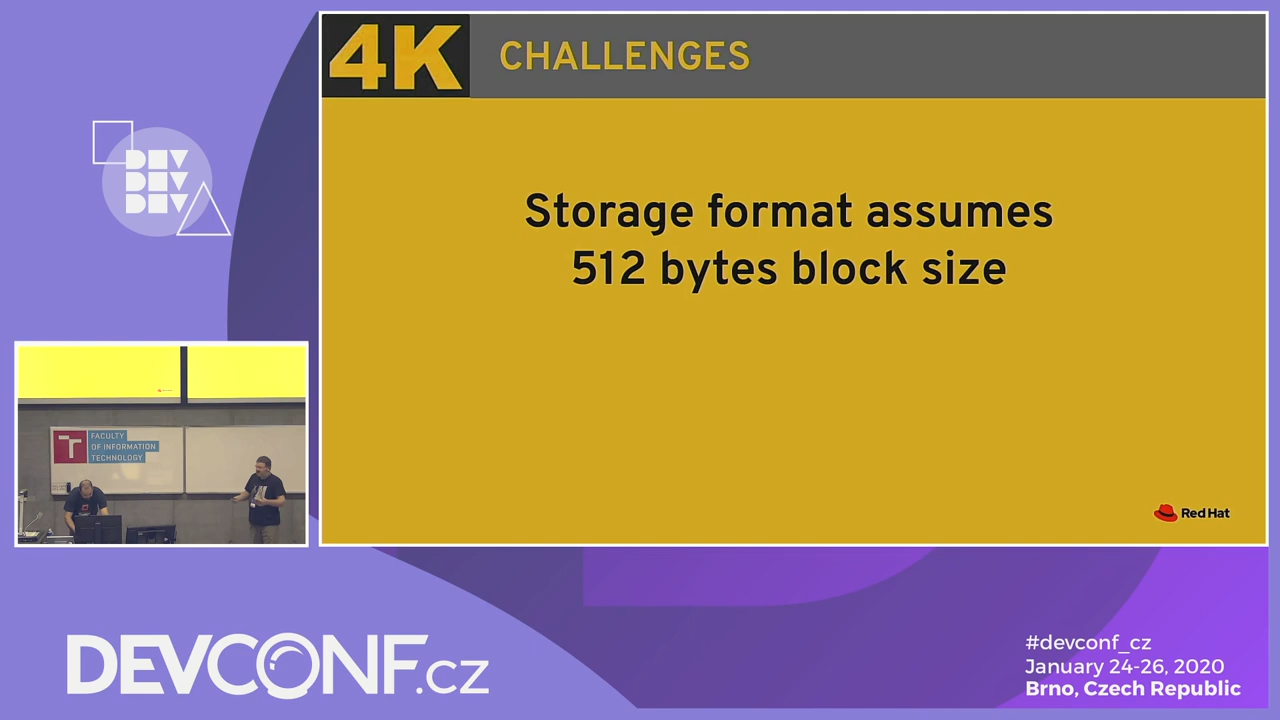 4K CHALLENGES
Storage format assumes
512 bytes block size
Red Hat
DEV
DEV
DEV
FACULTY
OF INFORMATION
TECHNOLOGY
DEVCONF.cz
#devconf_cz
January 24-26, 2020
Brno, Czech Republic